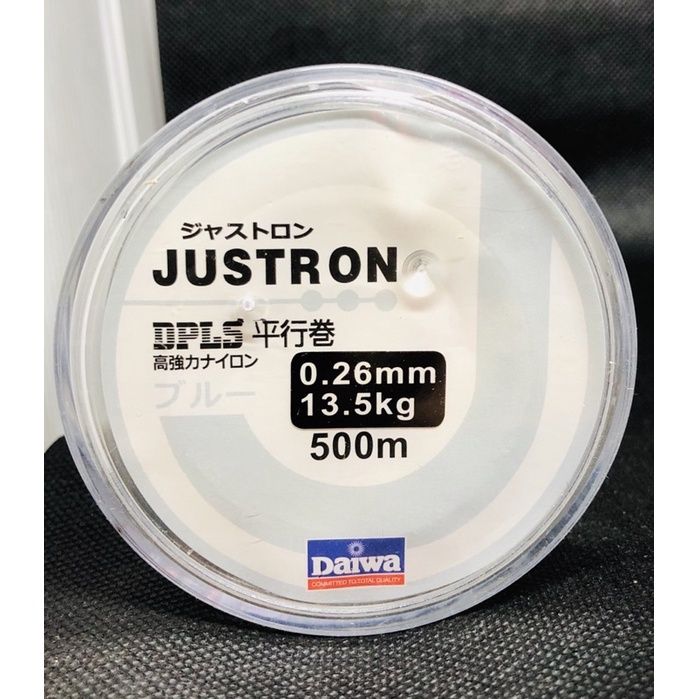 ジャストロン
JUSTRON
DPLS 平行巻
高強力ナイロン
ブルー
0.26mm
13.5kg
500m
Daiwa
COMMITTED TO TOTAL QUALITY